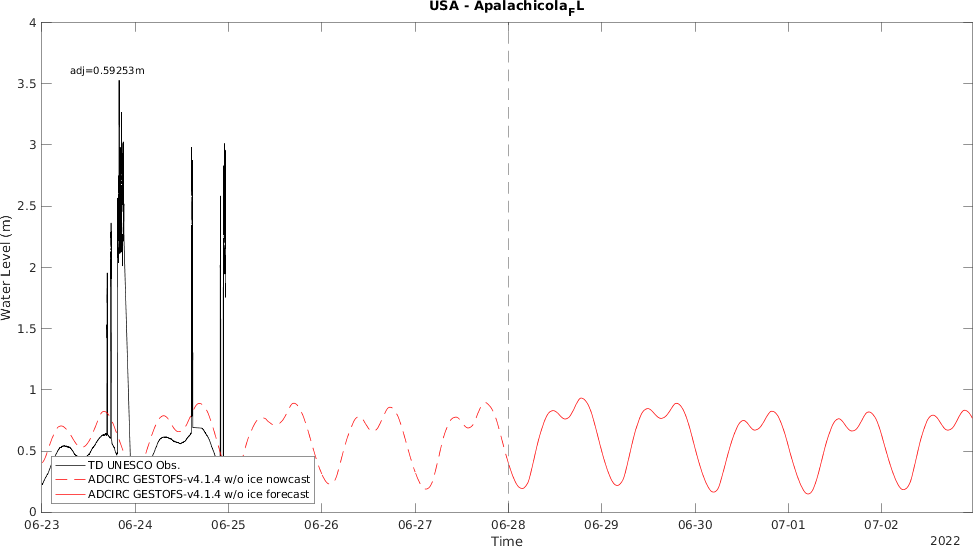 USA - Apalachicola_FL
4
adj=0.59253m
3.5
3
2.5
2
1.5
1
0.5
0
Water Level (m)
TD UNESCO Obs.
ADCIRC GESTOFS-v4.1.4 w/o ice nowcast
ADCIRC GESTOFS-v4.1.4 w/o ice forecast
06-23 06-24 06-25 06-26 06-27 06-28 06-29 06-30 07-01 07-02
Time
2022